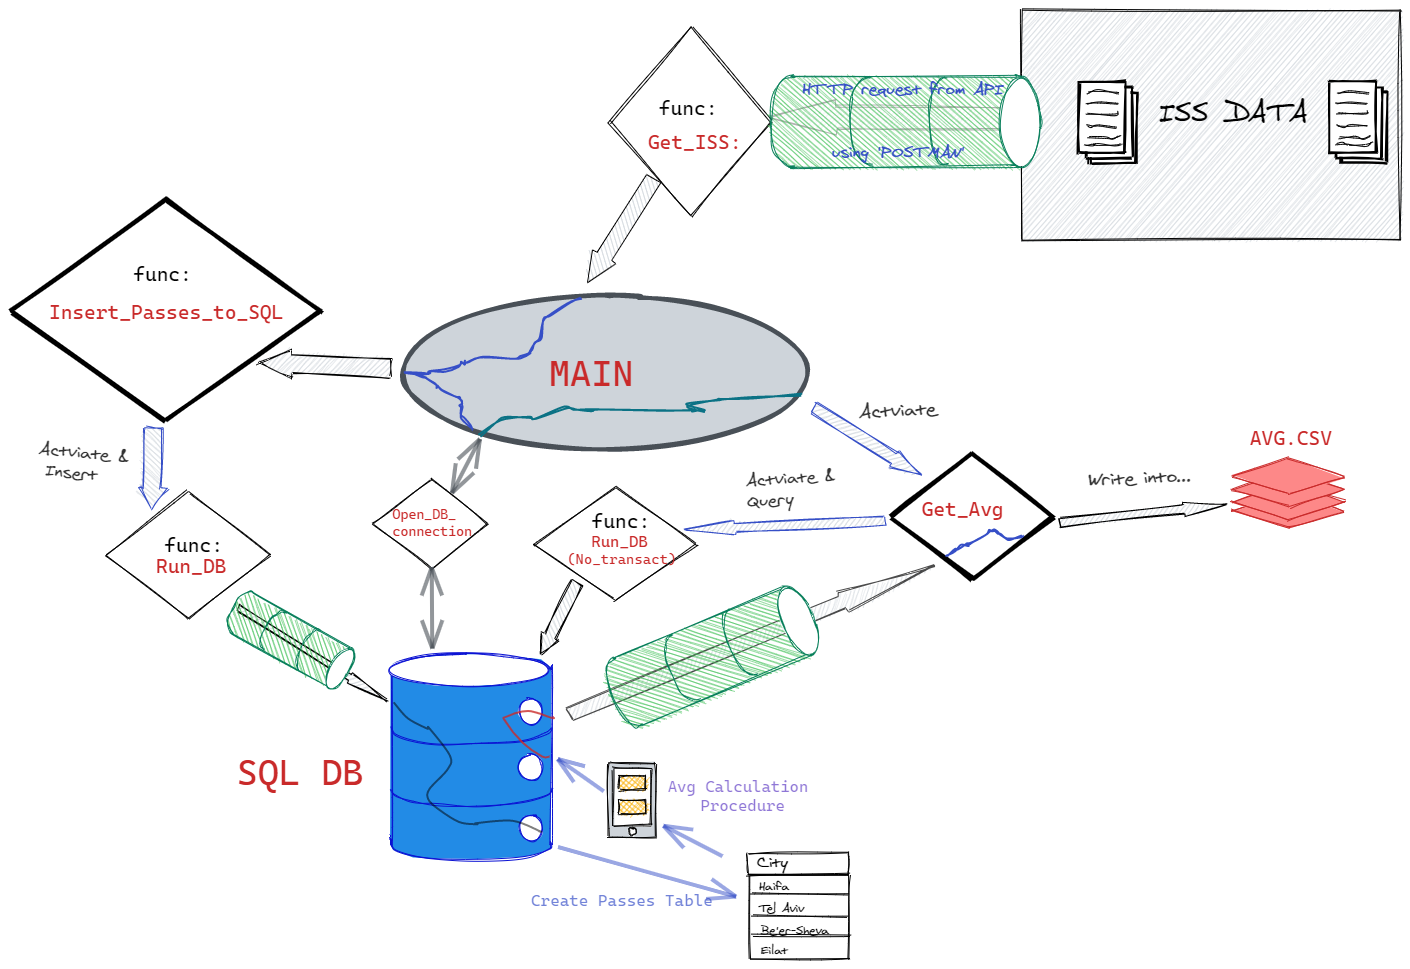 HTTP request from API
using 'POSTMAN'
ISS DATA
func:
Get_ISS:
func:
Insert_Passes_to_SQL
MAIN
Actviate
AVG.CSV
Actviate &
Insert
Actviate &
Query
Write into...
Get_Avg
Open_DB_
connection
func:
Run_DB
(No_transact)
func:
Run_DB
SQL DB
Avg Calculation
Procedure
Create Passes Table
City
Haifa
Tel Aviv
Be'er-Sheva
Eilat